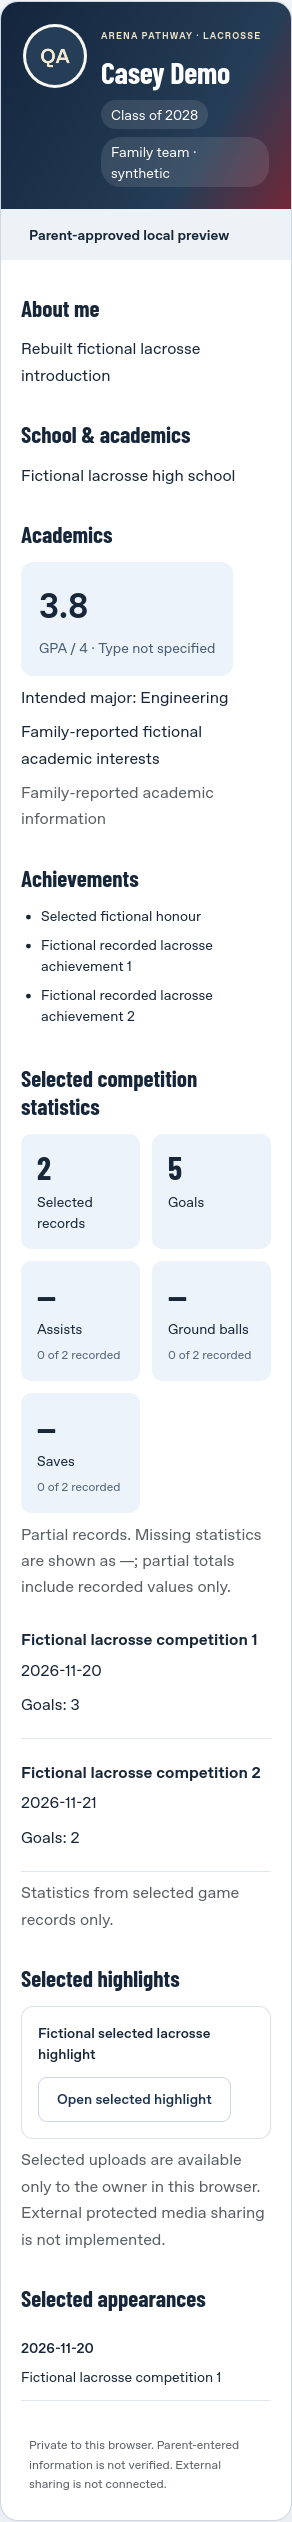 QA
ARENA PATHWAY · LACROSSE
Casey Demo
Class of 2028
Family team ·
synthetic
Parent-approved local preview
About me
Rebuilt fictional lacrosse
introduction
School & academics
Fictional lacrosse high school
Academics
3.8
GPA / 4 · Type not specified
Intended major: Engineering
Family-reported fictional
academic interests
Family-reported academic
information
Achievements
• Selected fictional honour
• Fictional recorded lacrosse
achievement 1
• Fictional recorded lacrosse
achievement 2
Selected competition
statistics
2
Selected
records
5
Goals
—
Assists
0 of 2 recorded
—
Ground balls
0 of 2 recorded
—
Saves
0 of 2 recorded
Partial records. Missing statistics
are shown as —; partial totals
include recorded values only.
Fictional lacrosse competition 1
2026-11-20
Goals: 3
Fictional lacrosse competition 2
2026-11-21
Goals: 2
Statistics from selected game
records only.
Selected highlights
Fictional selected lacrosse
highlight
Open selected highlight
Selected uploads are available
only to the owner in this browser.
External protected media sharing
is not implemented.
Selected appearances
2026-11-20
Fictional lacrosse competition 1
Private to this browser. Parent-entered
information is not verified. External
sharing is not connected.